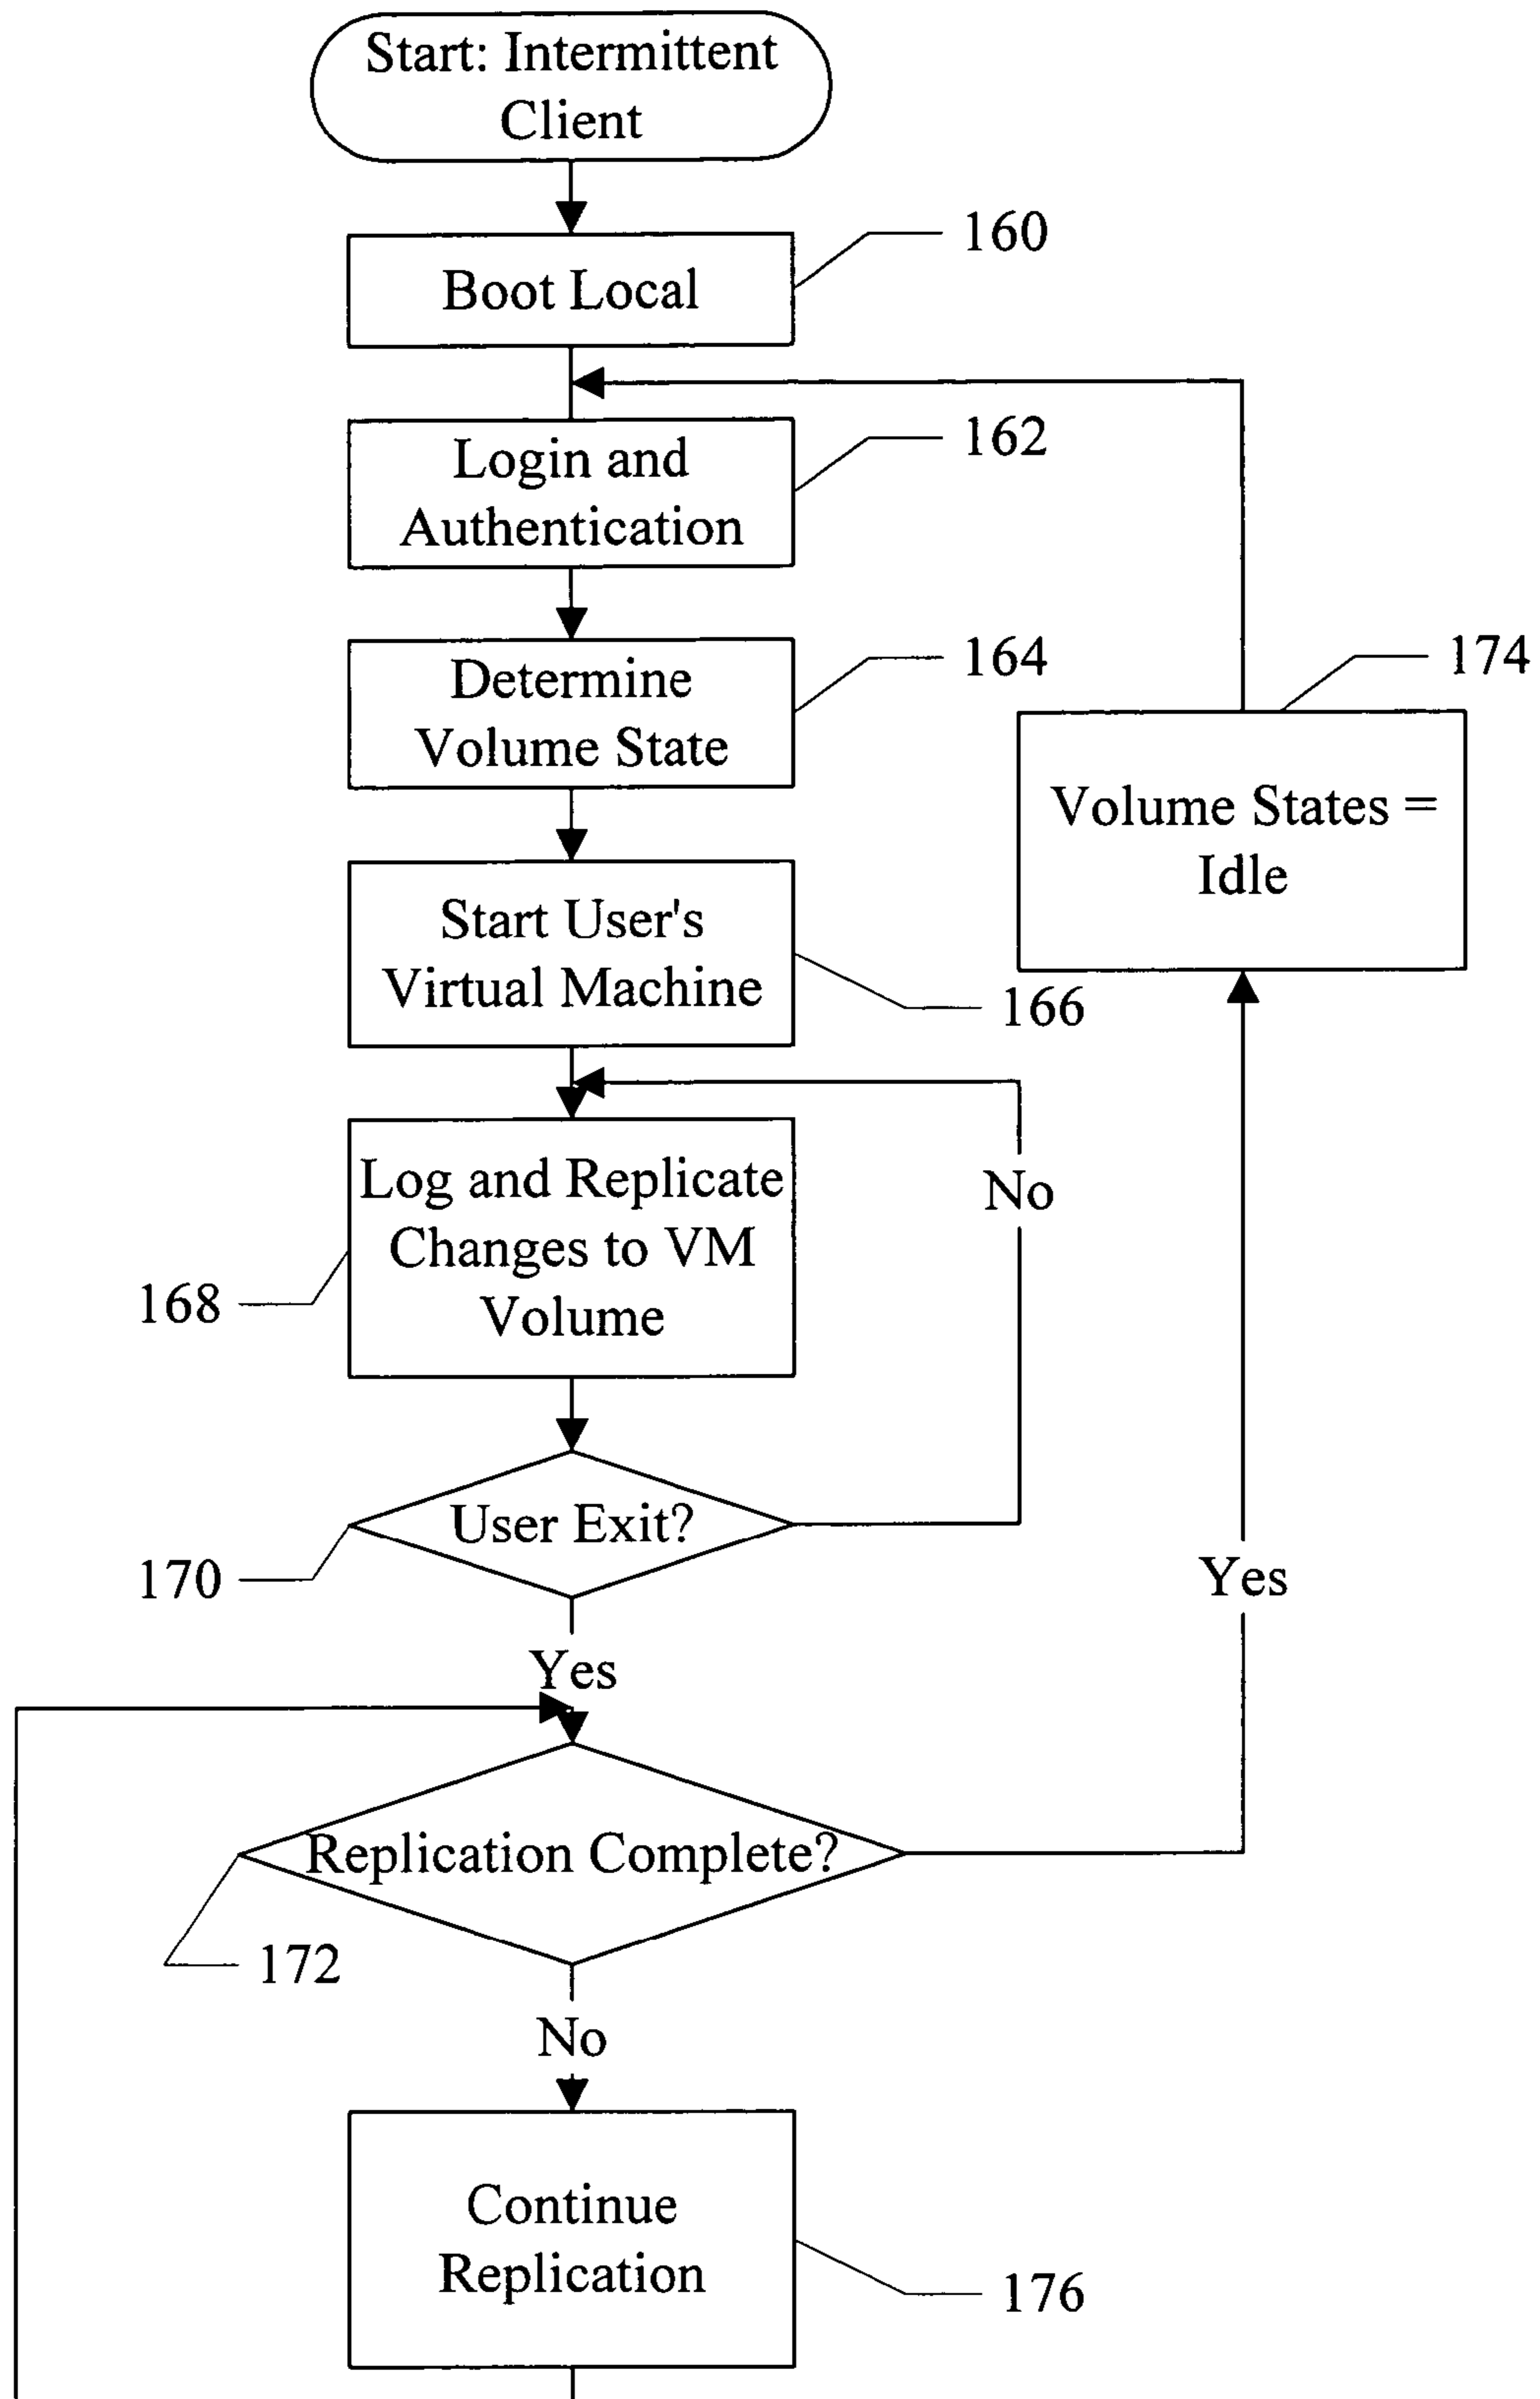 Start: Intermittent
Client
160
Boot Local
162
Login and
Authentication
164
Determine
Volume State
174
Volume States =
Idle
Start User's
Virtual Machine
166
Log and Replicate
Changes to VM
Volume
No
168
User Exit?
170
Yes
Yes
Replication Complete?
172
No
Continue
Replication
176